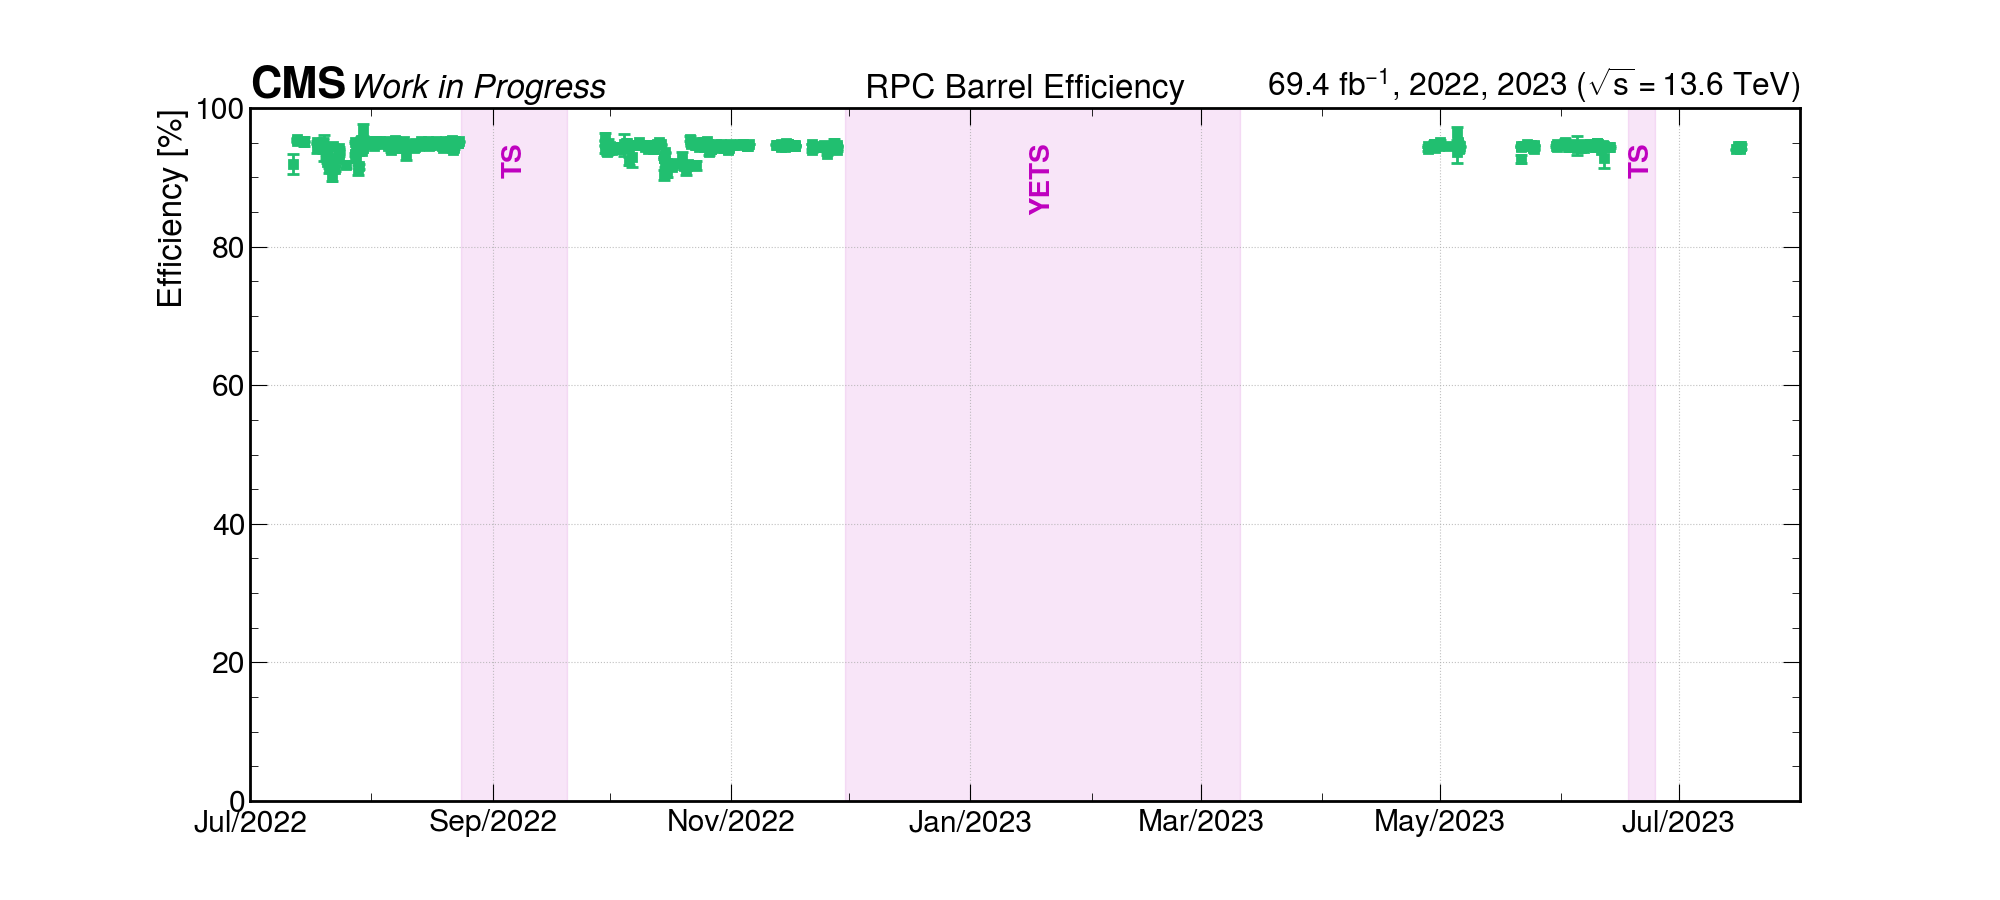 CMS Work in Progress RPC Barrel Efficiency 69.4 fb⁻¹, 2022, 2023 (√s = 13.6 TeV)
Efficiency [%]
100
80
60
40
20
0
TS
YETS
TS
Jul/2022 Sep/2022 Nov/2022 Jan/2023 Mar/2023 May/2023 Jul/2023